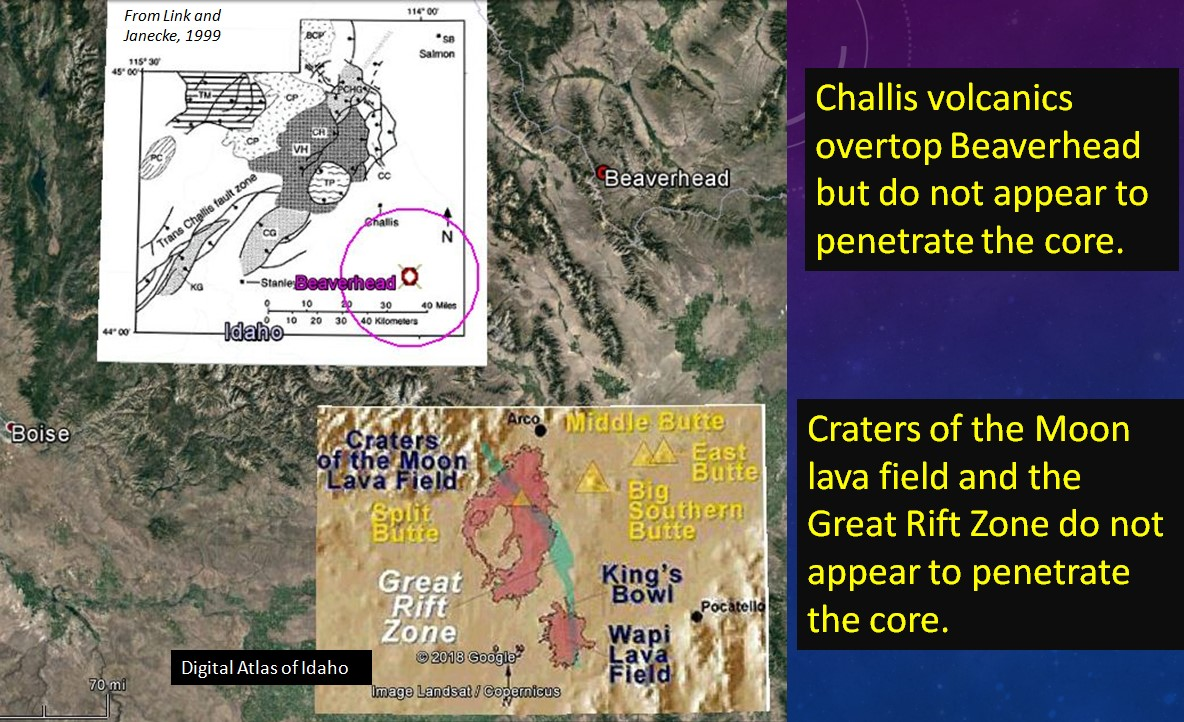 From Link and
Janecke, 1999
114° 00'
BCP
SB
Salmon
115° 30'
45° 00'
TM
CP
PCHG
CR
CP
VH
PC
TP
CC
Trans Challis fault zone
Challis
CG
N
KG
Stanley
Beaverhead
0 10 20 30 40 Miles
0 10 20 30 40 Kilometers
44° 00'
Idaho
Beaverhead
Boise
Challis volcanics
overtop Beaverhead
but do not appear to
penetrate the core.
Arco
Middle Butte
Craters
of the Moon
Lava Field
East
Butte
Split
Butte
Big
Southern
Butte
Great
Rift
Zone
King's
Bowl
Pocatello
Wapi
Lava
Field
© 2018 Google
Image Landsat / Copernicus
Digital Atlas of Idaho
70 mi
Craters of the Moon
lava field and the
Great Rift Zone do not
appear to penetrate
the core.